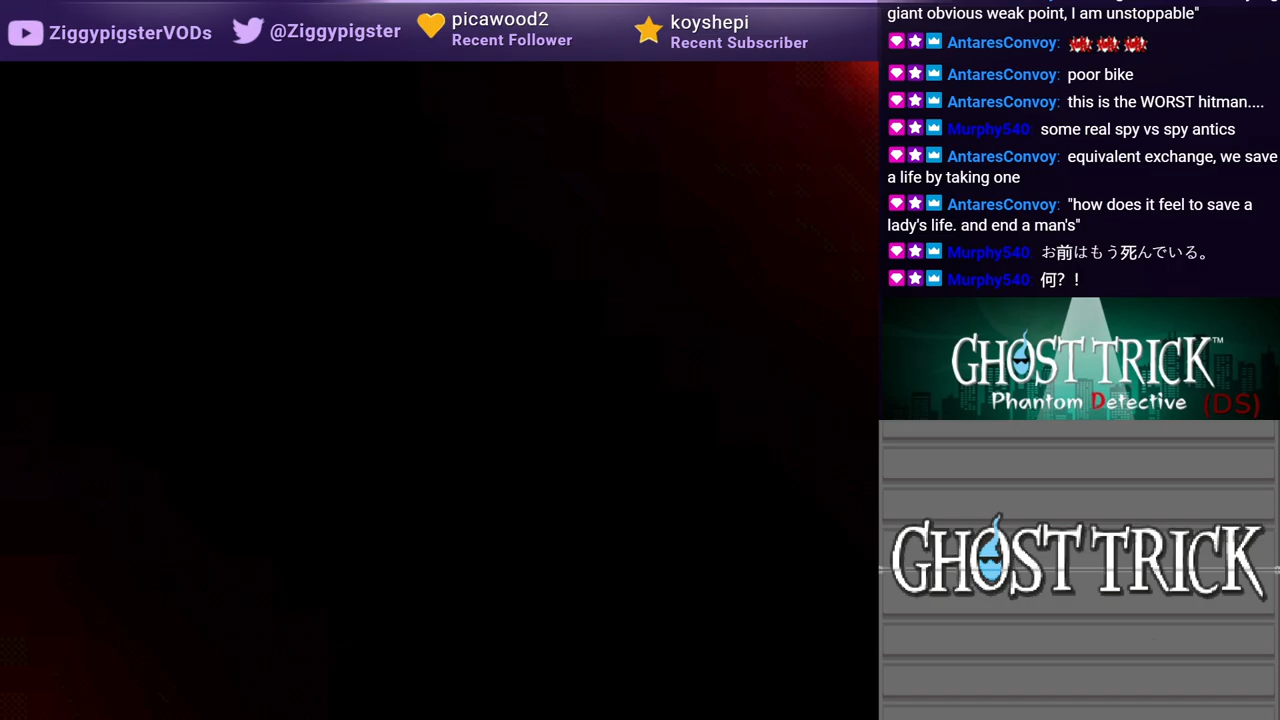 ZiggypigsterVODs
@Ziggypigster
picawood2
Recent Follower
koyshepi
Recent Subscriber
giant obvious weak point, I am unstoppable"
AntaresConvoy:
AntaresConvoy: poor bike
AntaresConvoy: this is the WORST hitman....
Murphy540: some real spy vs spy antics
AntaresConvoy: equivalent exchange, we save
a life by taking one
AntaresConvoy: "how does it feel to save a
lady's life. and end a man's"
Murphy540: お前はもう死んでいる。
Murphy540: 何？！
GHOST TRICK™
Phantom Detective (DS)
GHOST TRICK